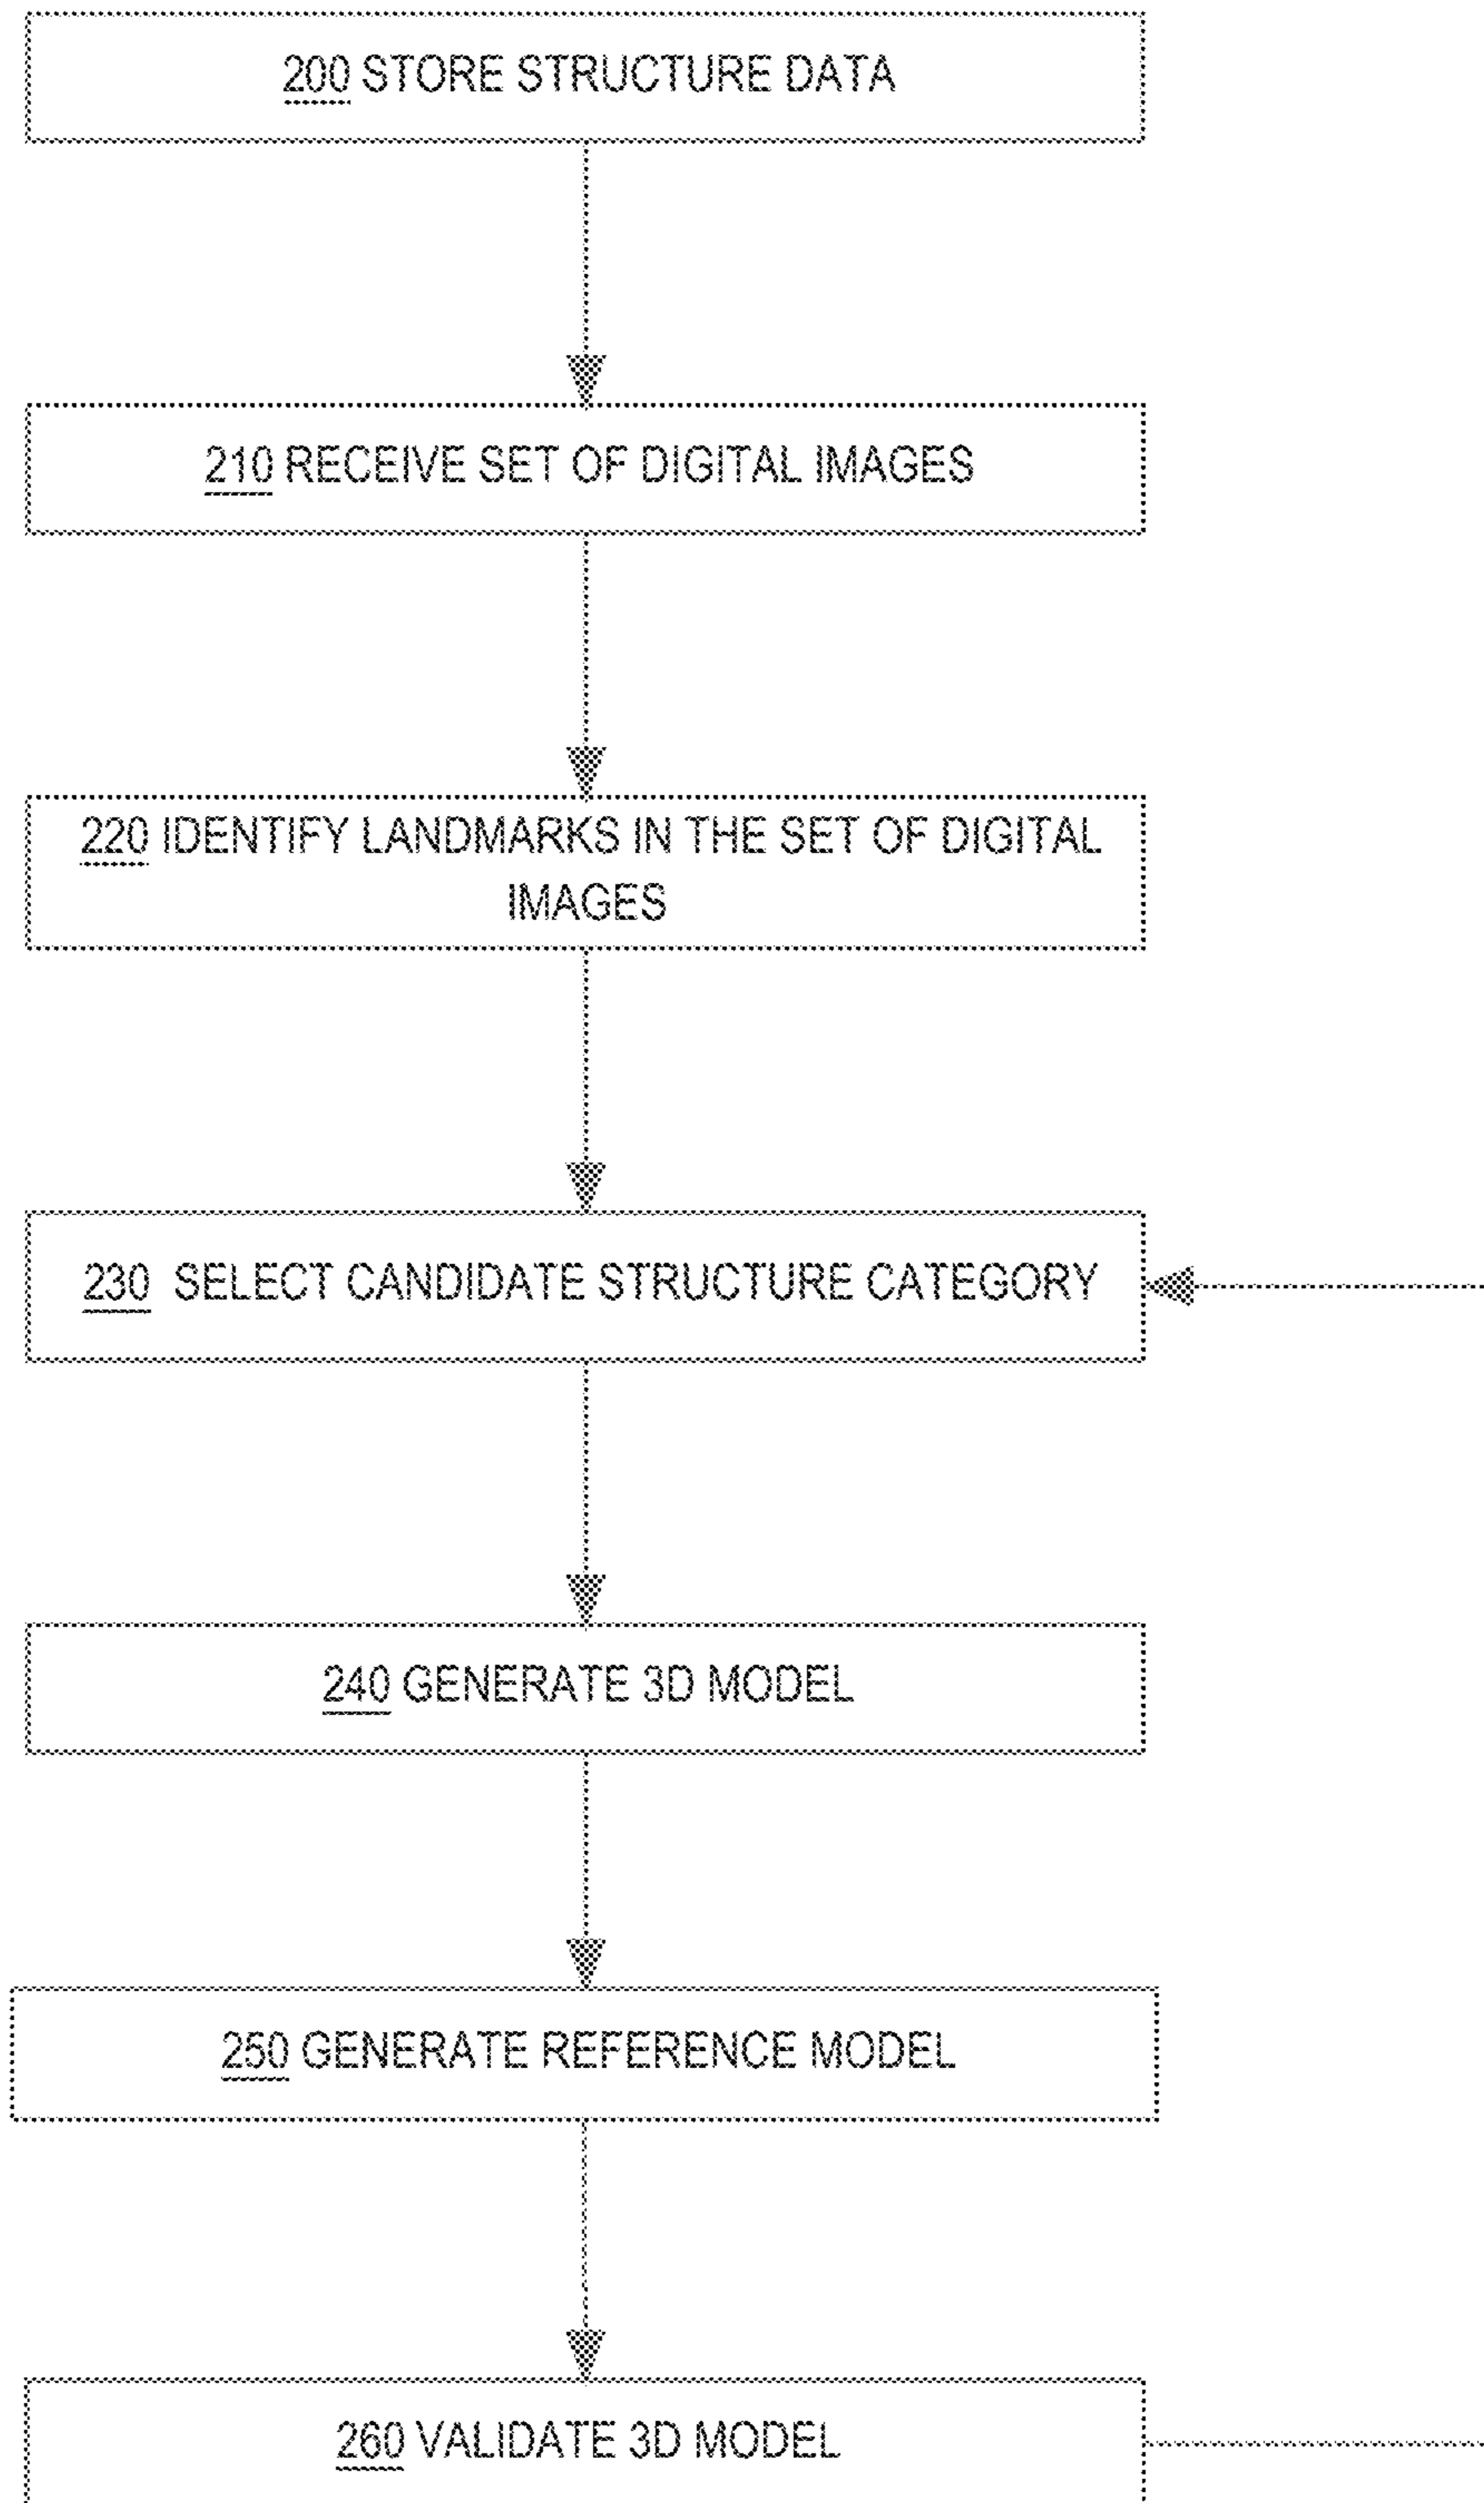 200 STORE STRUCTURE DATA
210 RECEIVE SET OF DIGITAL IMAGES
220 IDENTIFY LANDMARKS IN THE SET OF DIGITAL
IMAGES
230 SELECT CANDIDATE STRUCTURE CATEGORY
240 GENERATE 3D MODEL
250 GENERATE REFERENCE MODEL
260 VALIDATE 3D MODEL